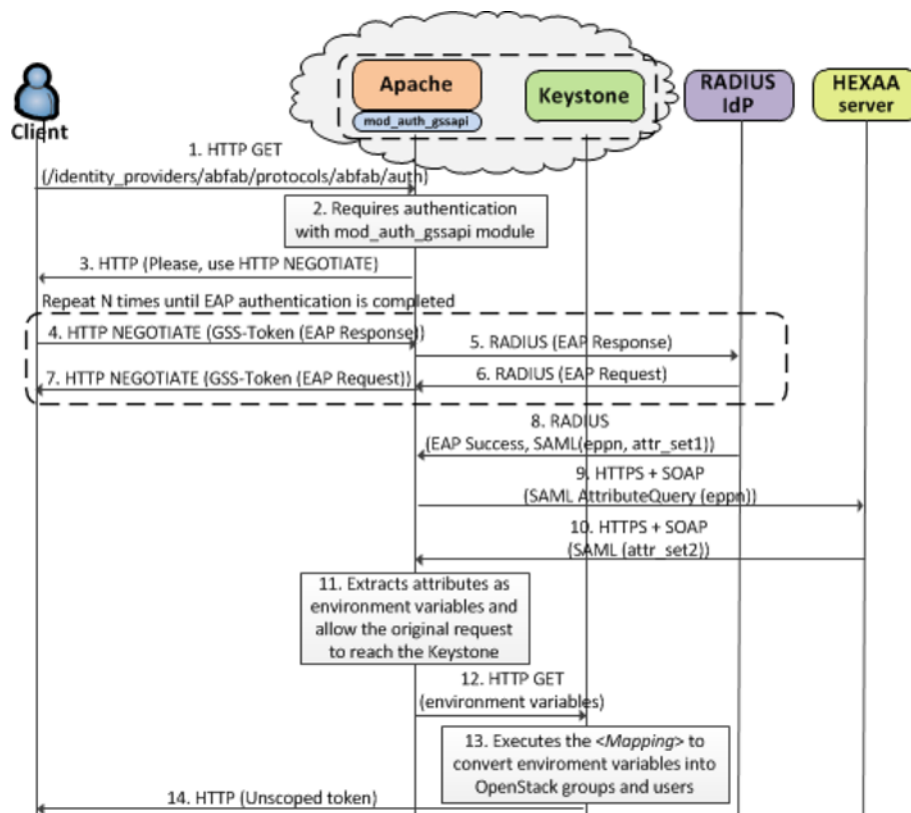 Client
Apache
mod_auth_gssapi
Keystone
RADIUS
IdP
HEXAA
server
1. HTTP GET
(/identity_providers/abfab/protocols/abfab/auth)
2. Requires authentication
with mod_auth_gssapi module
3. HTTP (Please, use HTTP NEGOTIATE)
Repeat N times until EAP authentication is completed
4. HTTP NEGOTIATE (GSS-Token (EAP Response))
5. RADIUS (EAP Response)
6. RADIUS (EAP Request)
7. HTTP NEGOTIATE (GSS-Token (EAP Request))
8. RADIUS
(EAP Success, SAML(eppn, attr_set1))
9. HTTPS + SOAP
(SAML AttributeQuery (eppn))
10. HTTPS + SOAP
(SAML (attr_set2))
11. Extracts attributes as
environment variables and
allow the original request
to reach the Keystone
12. HTTP GET
(environment variables)
13. Executes the <Mapping> to
convert enviroment variables into
OpenStack groups and users
14. HTTP (Unscoped token)